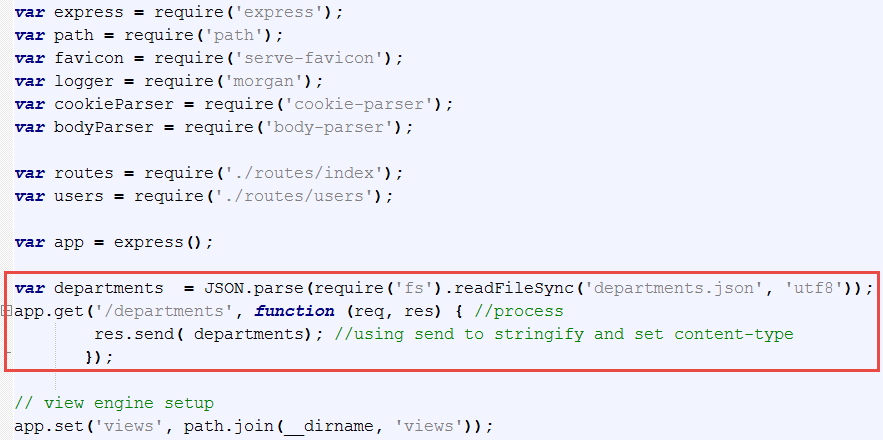 var express = require('express');
var path = require('path');
var favicon = require('serve-favicon');
var logger = require('morgan');
var cookieParser = require('cookie-parser');
var bodyParser = require('body-parser');
var routes = require('./routes/index');
var users = require('./routes/users');
var app = express();
var departments  = JSON.parse(require('fs').readFileSync('departments.json', 'utf8'));
app.get('/departments', function (req, res) { //process
res.send( departments); //using send to stringify and set content-type
});
// view engine setup
app.set('views', path.join(__dirname, 'views'));